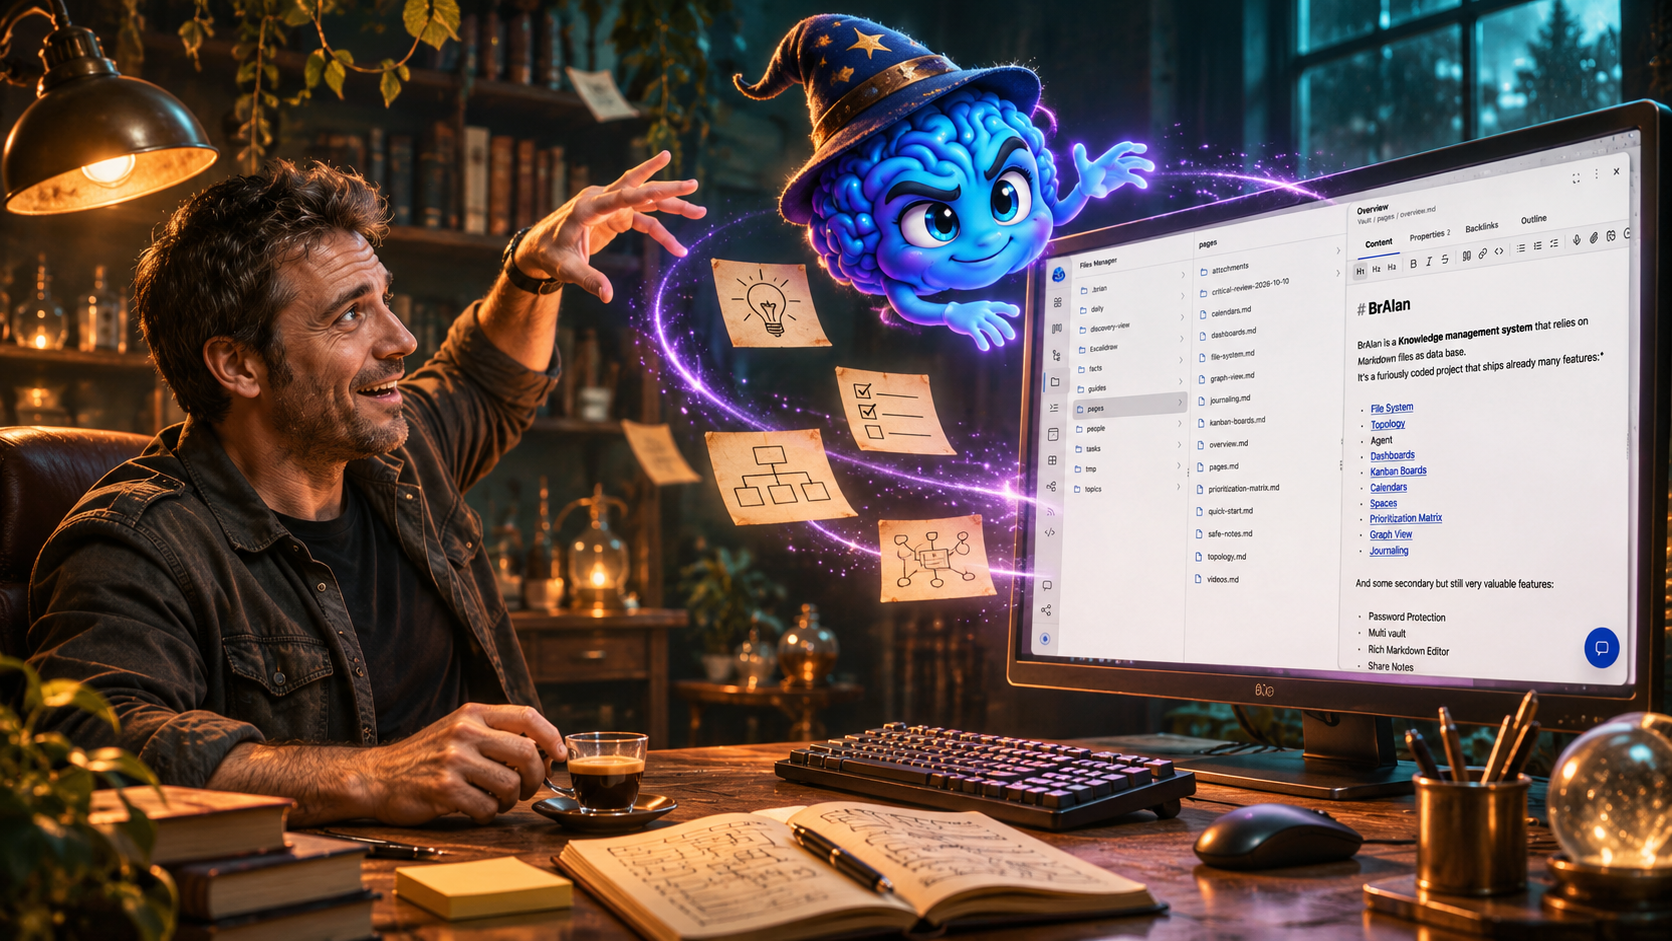 Files Manager
.brian
daily
discovery-view
Excalidraw
facts
guides
pages
people
tasks
tmp
topics
pages
attachments
critical-review-2026-10-10
calendars.md
dashboards.md
file-system.md
graph-view.md
journaling.md
kanban-boards.md
overview.md
pages.md
prioritization-matrix.md
quick-start.md
safe-notes.md
topology.md
videos.md
Overview
Vault / pages / overview.md
Content Properties 2 Backlinks Outline
H1 H2 H3 B I S
# BrAIan
BrAIan is a Knowledge management system that relies on
Markdown files as data base.
It's a furiously coded project that ships already many features:*
· File System
· Topology
· Agent
· Dashboards
· Kanban Boards
· Calendars
· Spaces
· Prioritization Matrix
· Graph View
· Journaling
And some secondary but still very valuable features:
· Password Protection
· Multi vault
· Rich Markdown Editor
· Share Notes